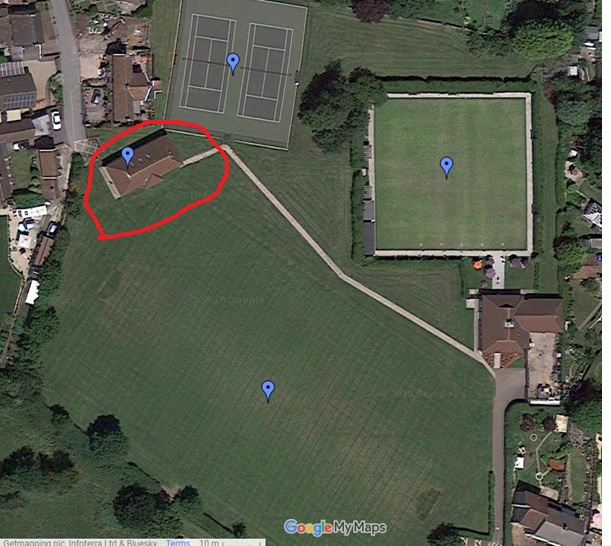 Google My Maps
Getmapping plc, Infoterra Ltd & Bluesky Terms 10 m